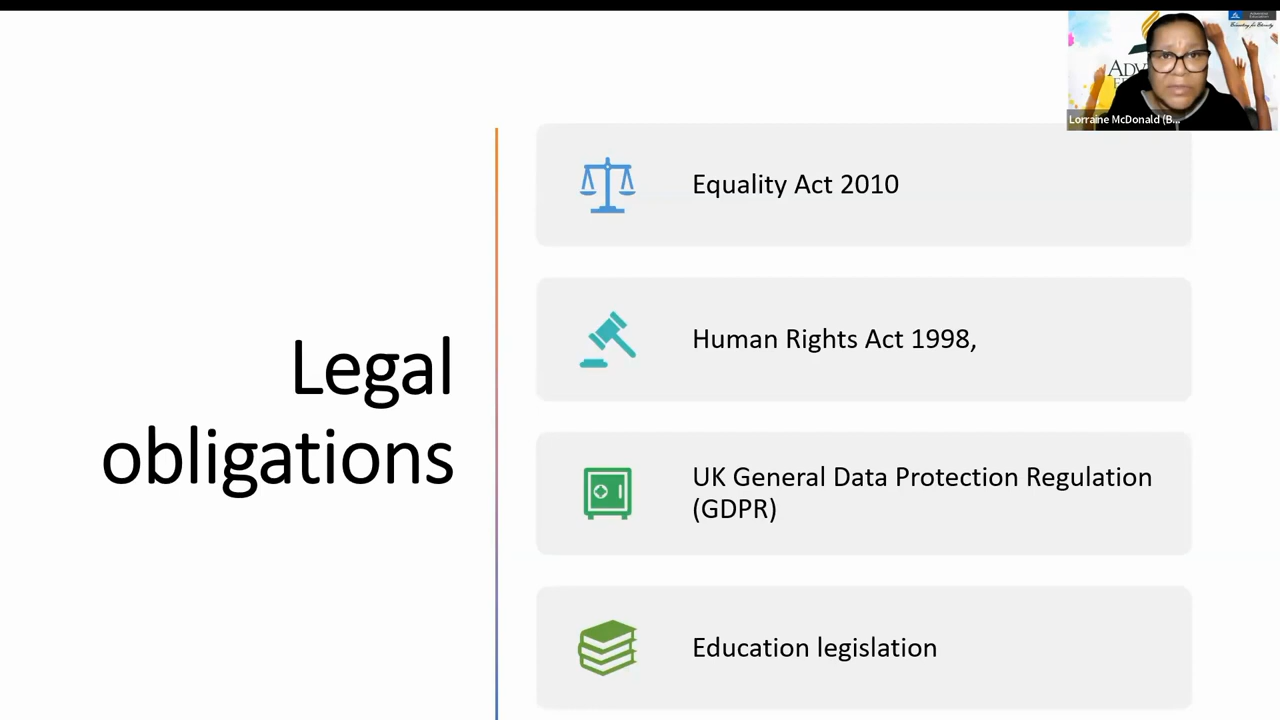 Lorraine McDonald (B...
Equality Act 2010
Human Rights Act 1998,
Legal
obligations
UK General Data Protection Regulation
(GDPR)
Education legislation